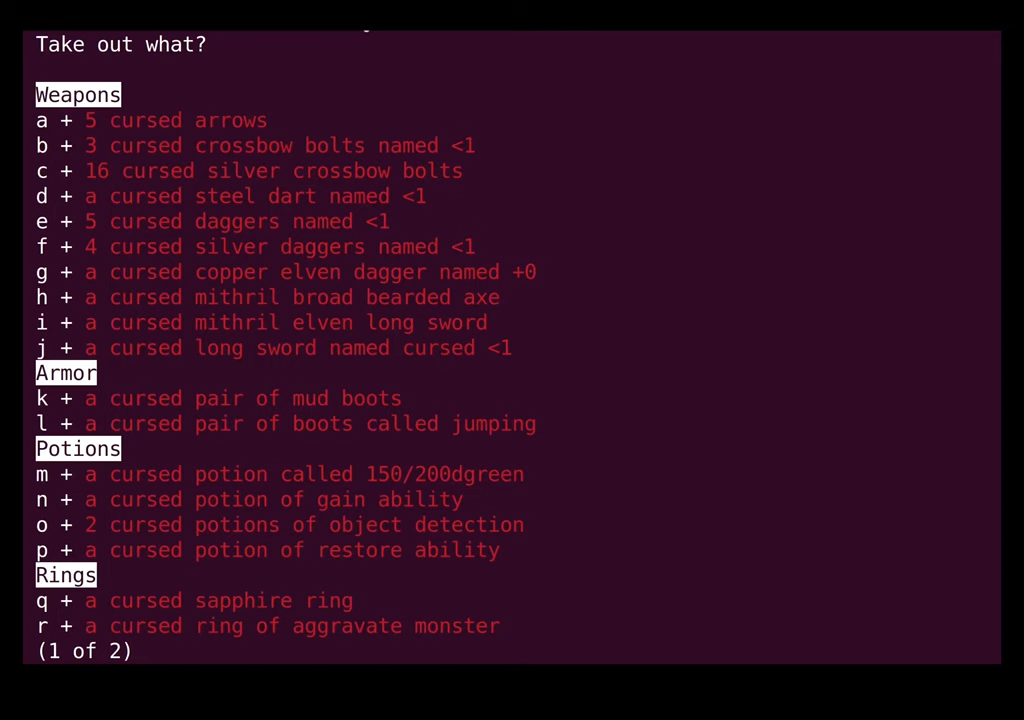 Take out what?
Weapons
a + 5 cursed arrows
b + 3 cursed crossbow bolts named <1
c + 16 cursed silver crossbow bolts
d + a cursed steel dart named <1
e + 5 cursed daggers named <1
f + 4 cursed silver daggers named <1
g + a cursed copper elven dagger named +0
h + a cursed mithril broad bearded axe
i + a cursed mithril elven long sword
j + a cursed long sword named cursed <1
Armor
k + a cursed pair of mud boots
l + a cursed pair of boots called jumping
Potions
m + a cursed potion called 150/200dgreen
n + a cursed potion of gain ability
o + 2 cursed potions of object detection
p + a cursed potion of restore ability
Rings
q + a cursed sapphire ring
r + a cursed ring of aggravate monster
(1 of 2)